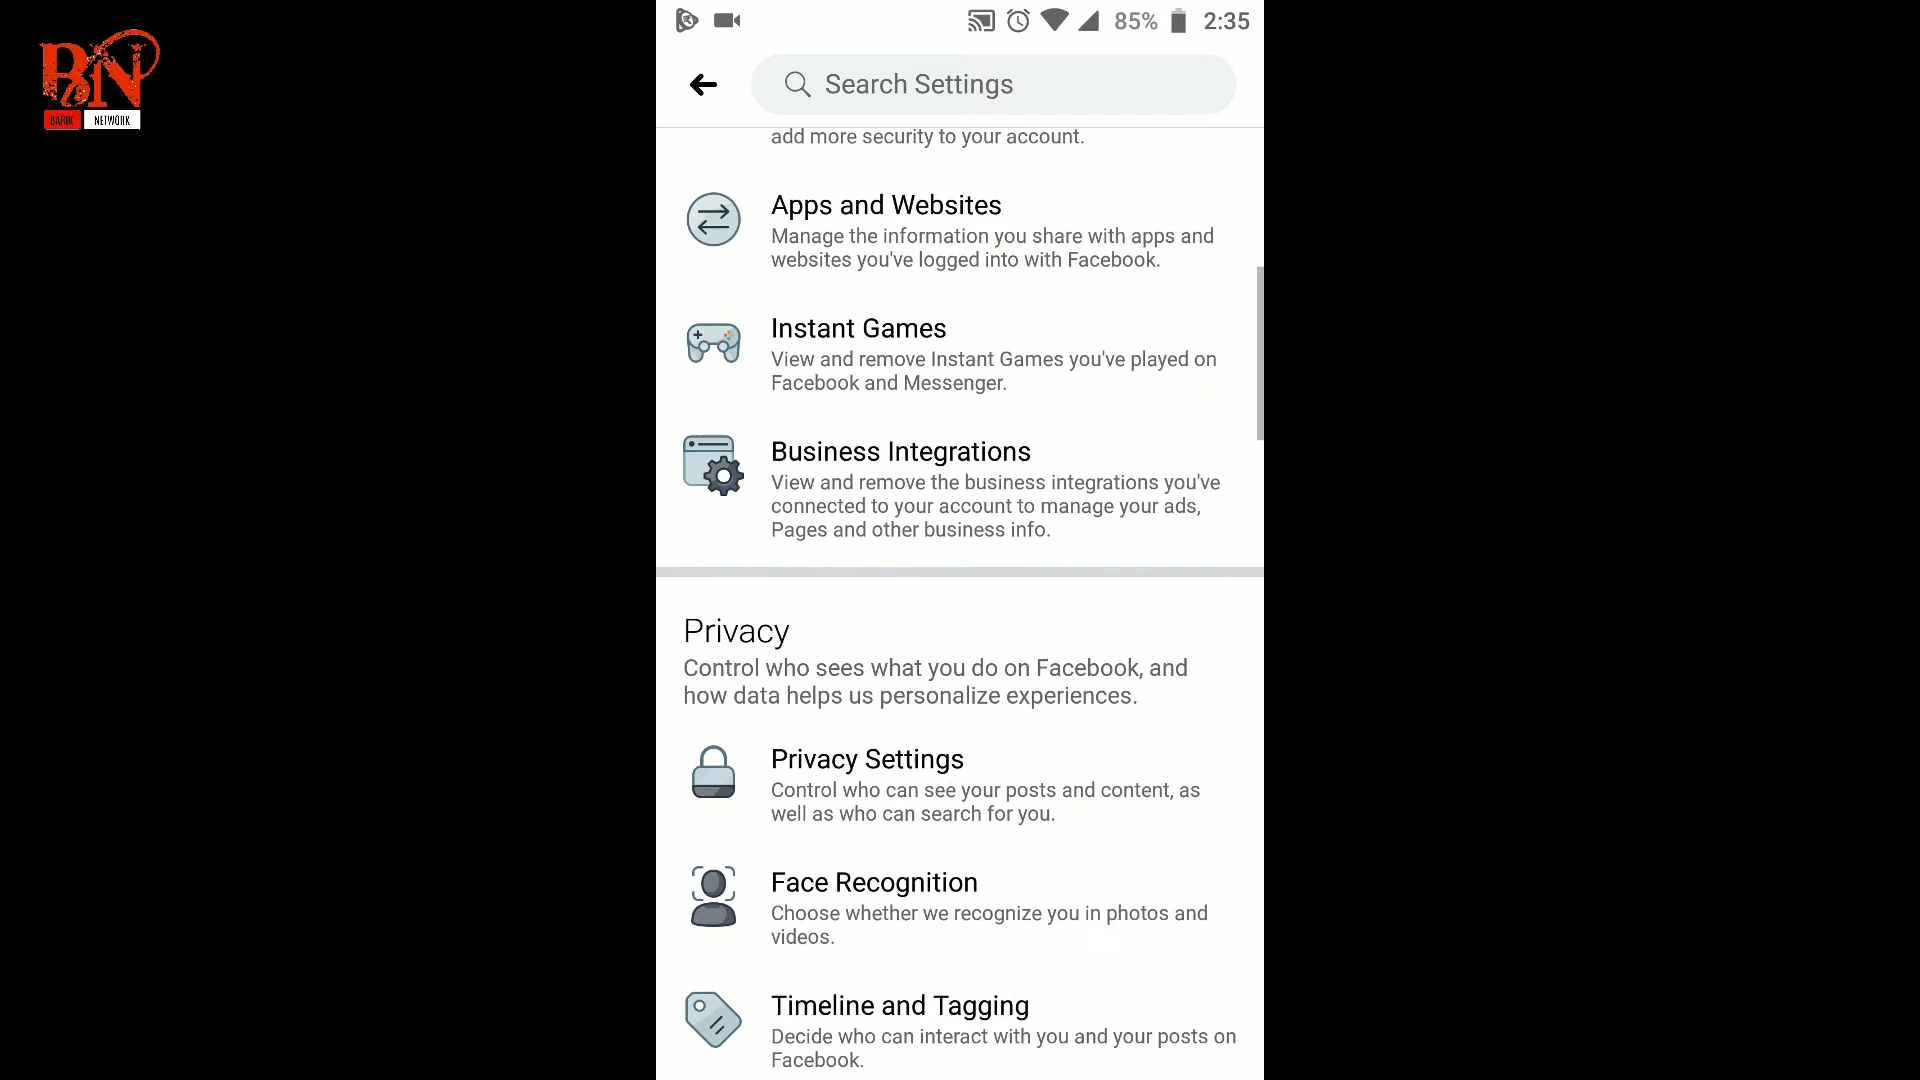 BN
BARIK NETWORK
85% 2:35
Search Settings
add more security to your account.
Apps and Websites
Manage the information you share with apps and
websites you've logged into with Facebook.
Instant Games
View and remove Instant Games you've played on
Facebook and Messenger.
Business Integrations
View and remove the business integrations you've
connected to your account to manage your ads,
Pages and other business info.
Privacy
Control who sees what you do on Facebook, and
how data helps us personalize experiences.
Privacy Settings
Control who can see your posts and content, as
well as who can search for you.
Face Recognition
Choose whether we recognize you in photos and
videos.
Timeline and Tagging
Decide who can interact with you and your posts on
Facebook.